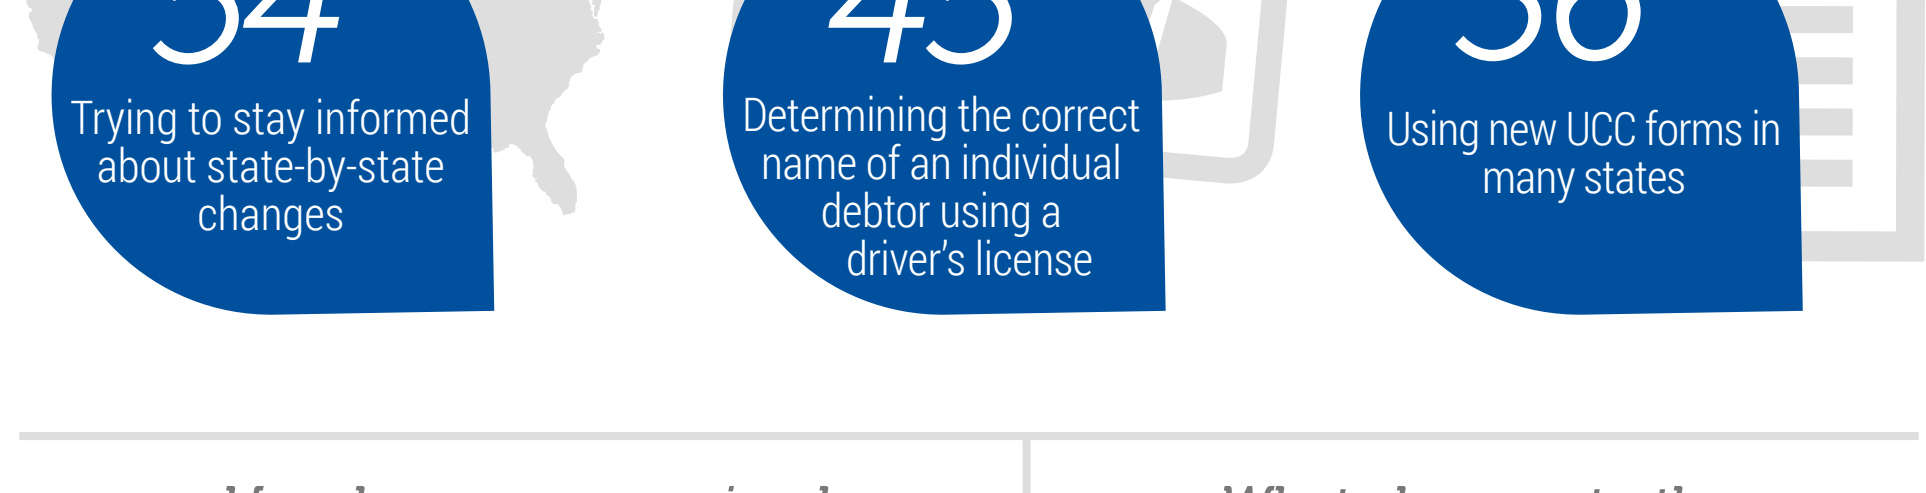 Trying to stay informed
about state-by-state
changes
Determining the correct
name of an individual
debtor using a
driver's license
Using new UCC forms in
many states